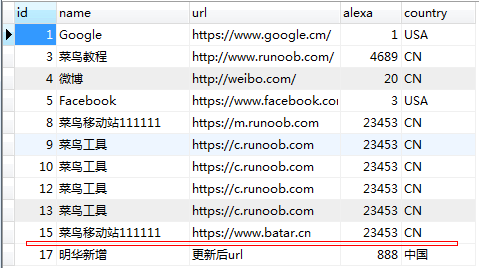 id name url alexa country
1 Google https://www.google.cm/ 1 USA
3 菜鸟教程 http://www.runoob.com/ 4689 CN
4 微博 http://weibo.com/ 20 CN
5 Facebook https://www.facebook.com 3 USA
8 菜鸟移动站111111 https://m.runoob.com 23453 CN
9 菜鸟工具 https://c.runoob.com 23453 CN
10 菜鸟工具 https://c.runoob.com 23453 CN
12 菜鸟工具 https://c.runoob.com 23453 CN
13 菜鸟工具 https://c.runoob.com 23453 CN
15 菜鸟移动站111111 https://www.batar.cn 23453 CN
17 明华新增 更新后url 888 中国